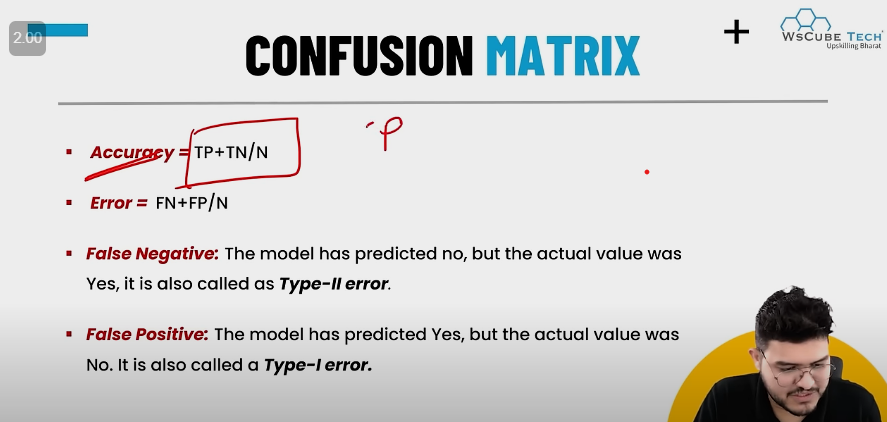 2.00
WSCUBE TECH
Upskilling Bharat
CONFUSION MATRIX
Accuracy = TP+TN/N
P
Error = FN+FP/N
False Negative: The model has predicted no, but the actual value was
Yes, it is also called as Type-II error.
False Positive: The model has predicted Yes, but the actual value was
No. It is also called a Type-I error.